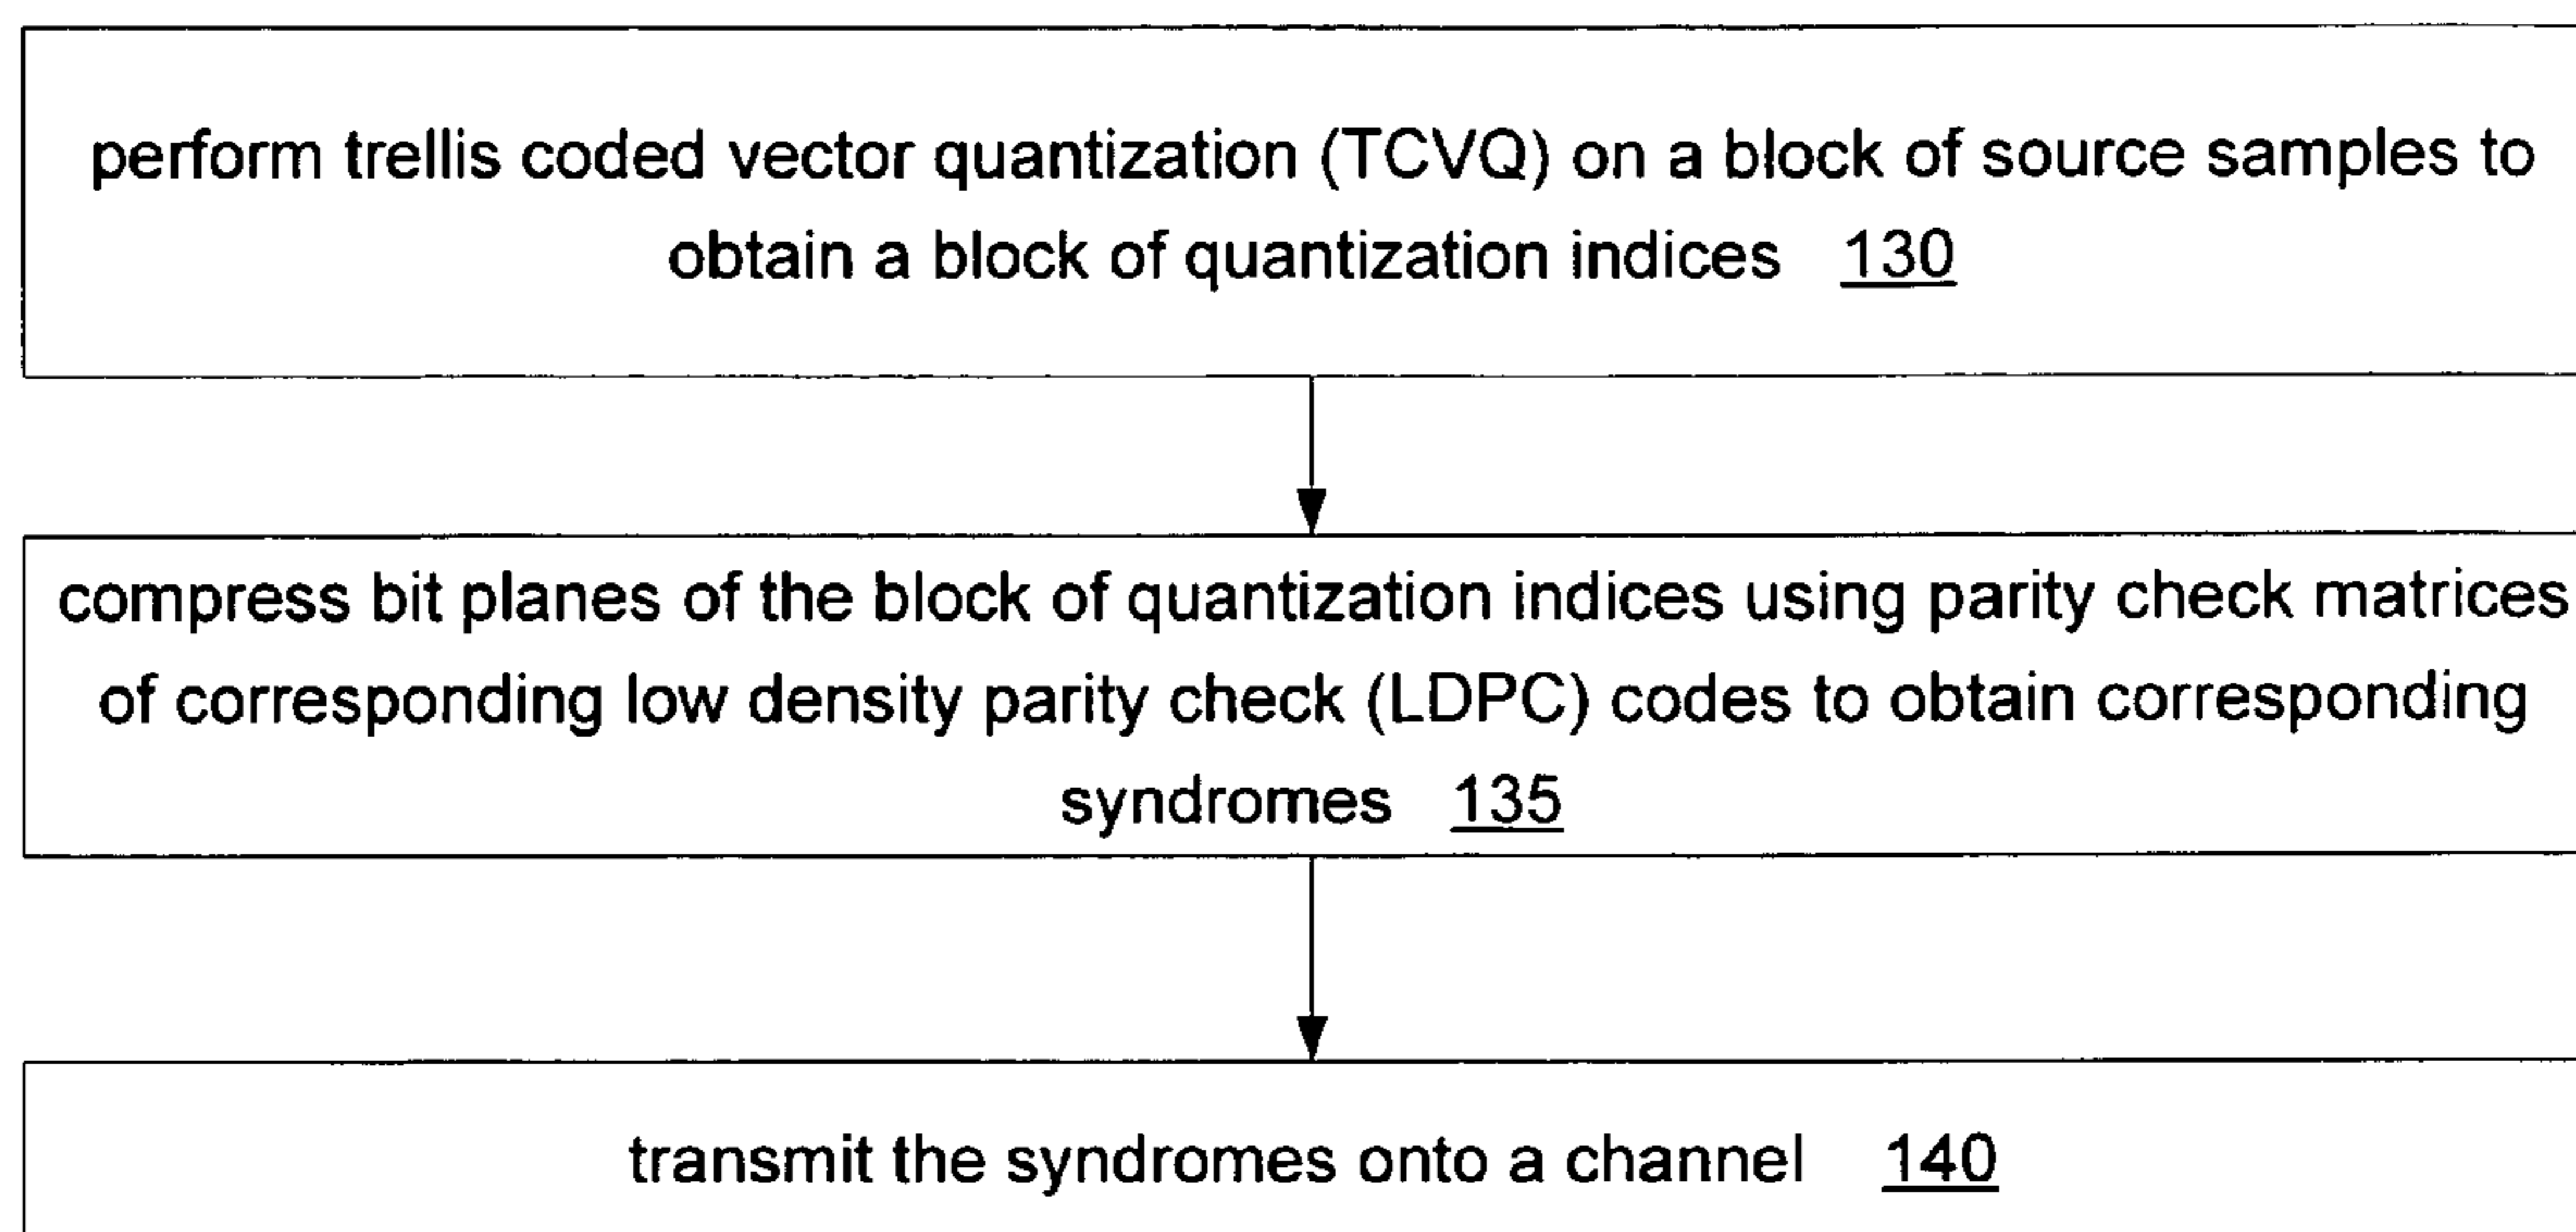 perform trellis coded vector quantization (TCVQ) on a block of source samples to
obtain a block of quantization indices 130
compress bit planes of the block of quantization indices using parity check matrices
of corresponding low density parity check (LDPC) codes to obtain corresponding
syndromes 135
transmit the syndromes onto a channel 140